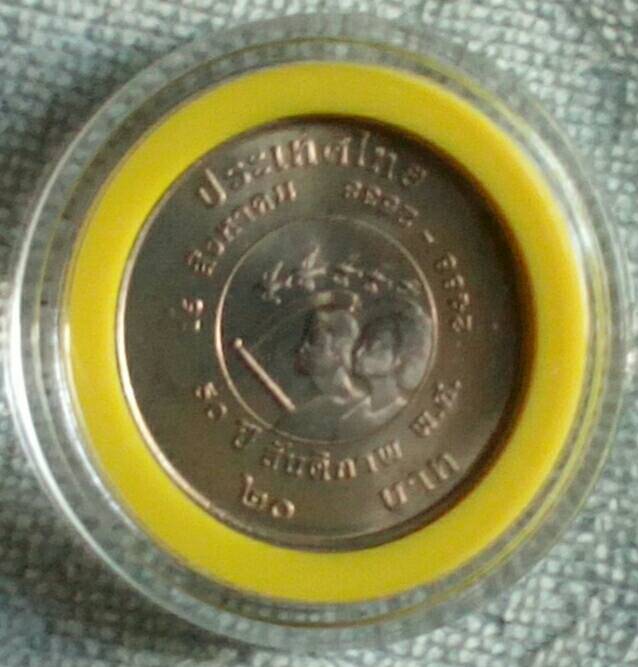 ประเทศไทย
๑๖ สิงหาคม ๒๔๘๘ - ๒๕๓๘
๕๐ ปี สันติภาพ พ.ศ.
๒๐ บาท